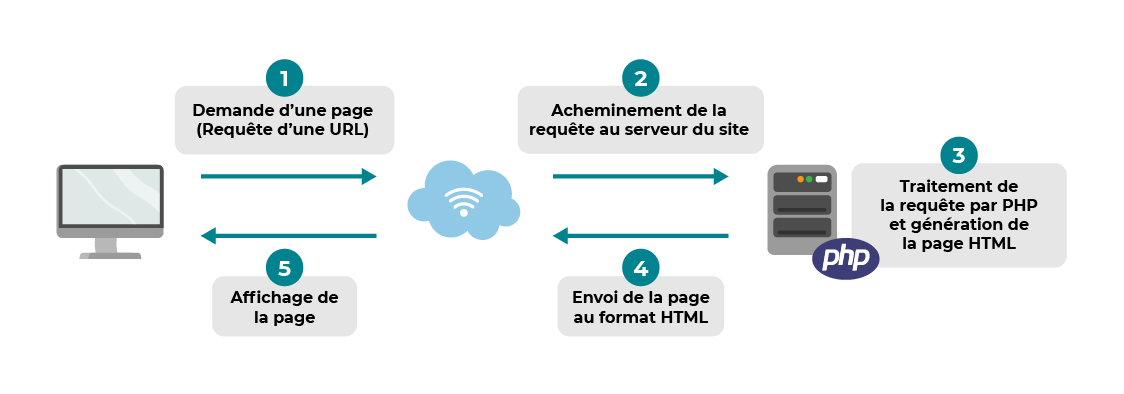 1
Demande d’une page
(Requête d’une URL)
2
Acheminement de la
requête au serveur du site
3
Traitement de
la requête par PHP
et génération de
la page HTML
php
4
Envoi de la page
au format HTML
5
Affichage de
la page